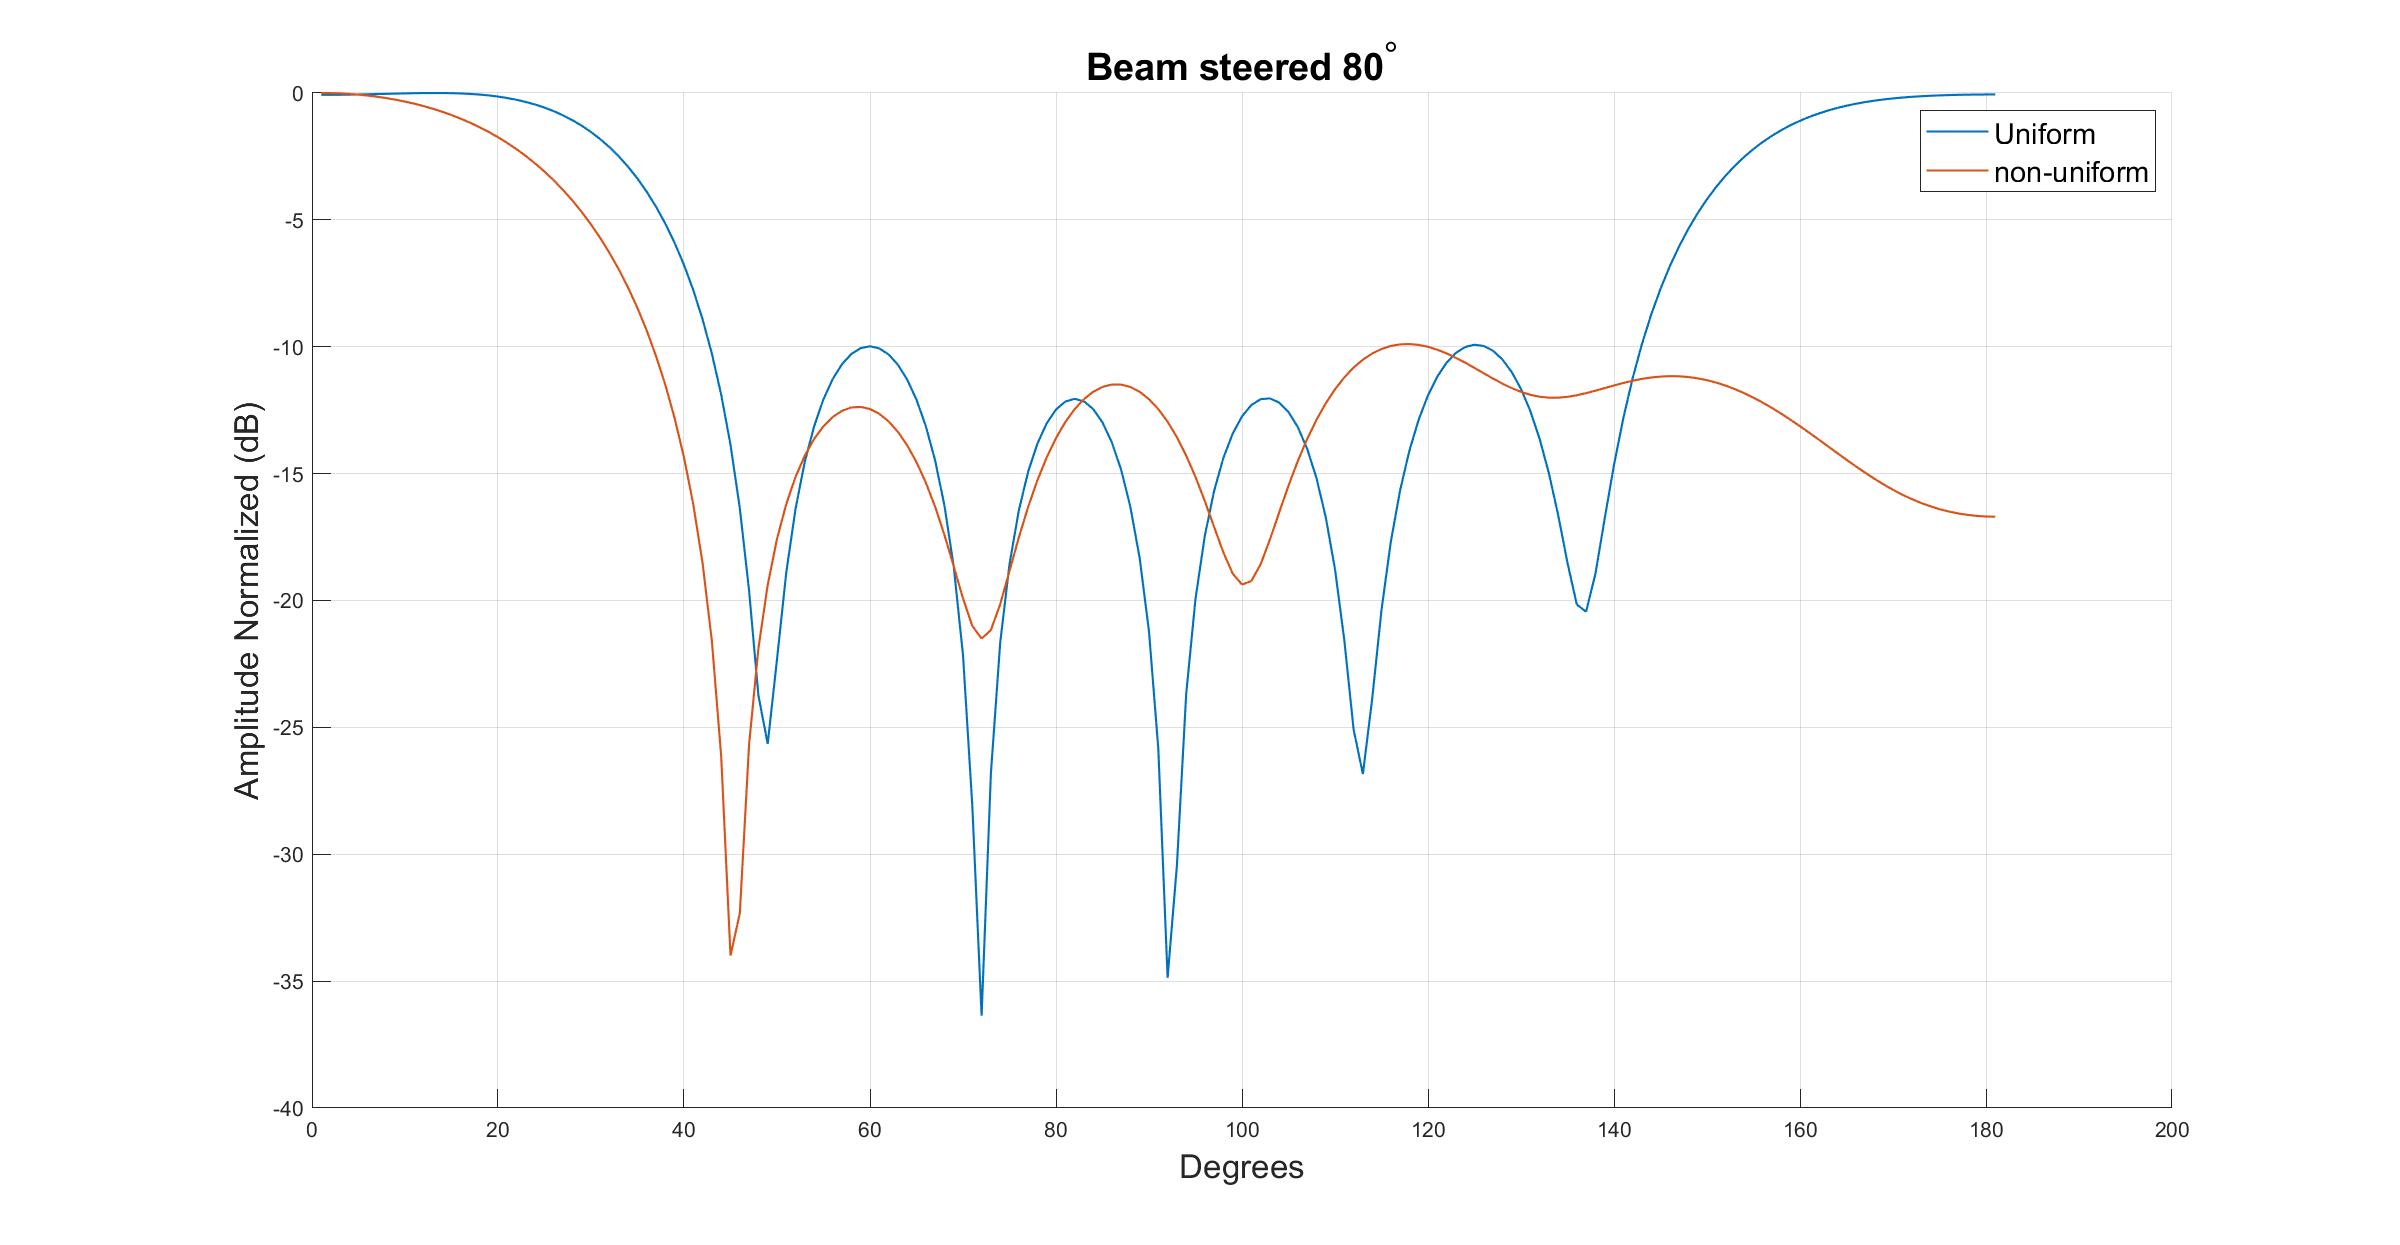 Beam steered 80°
Uniform
non-uniform
Amplitude Normalized (dB)
0
-5
-10
-15
-20
-25
-30
-35
-40
0 20 40 60 80 100 120 140 160 180 200
Degrees